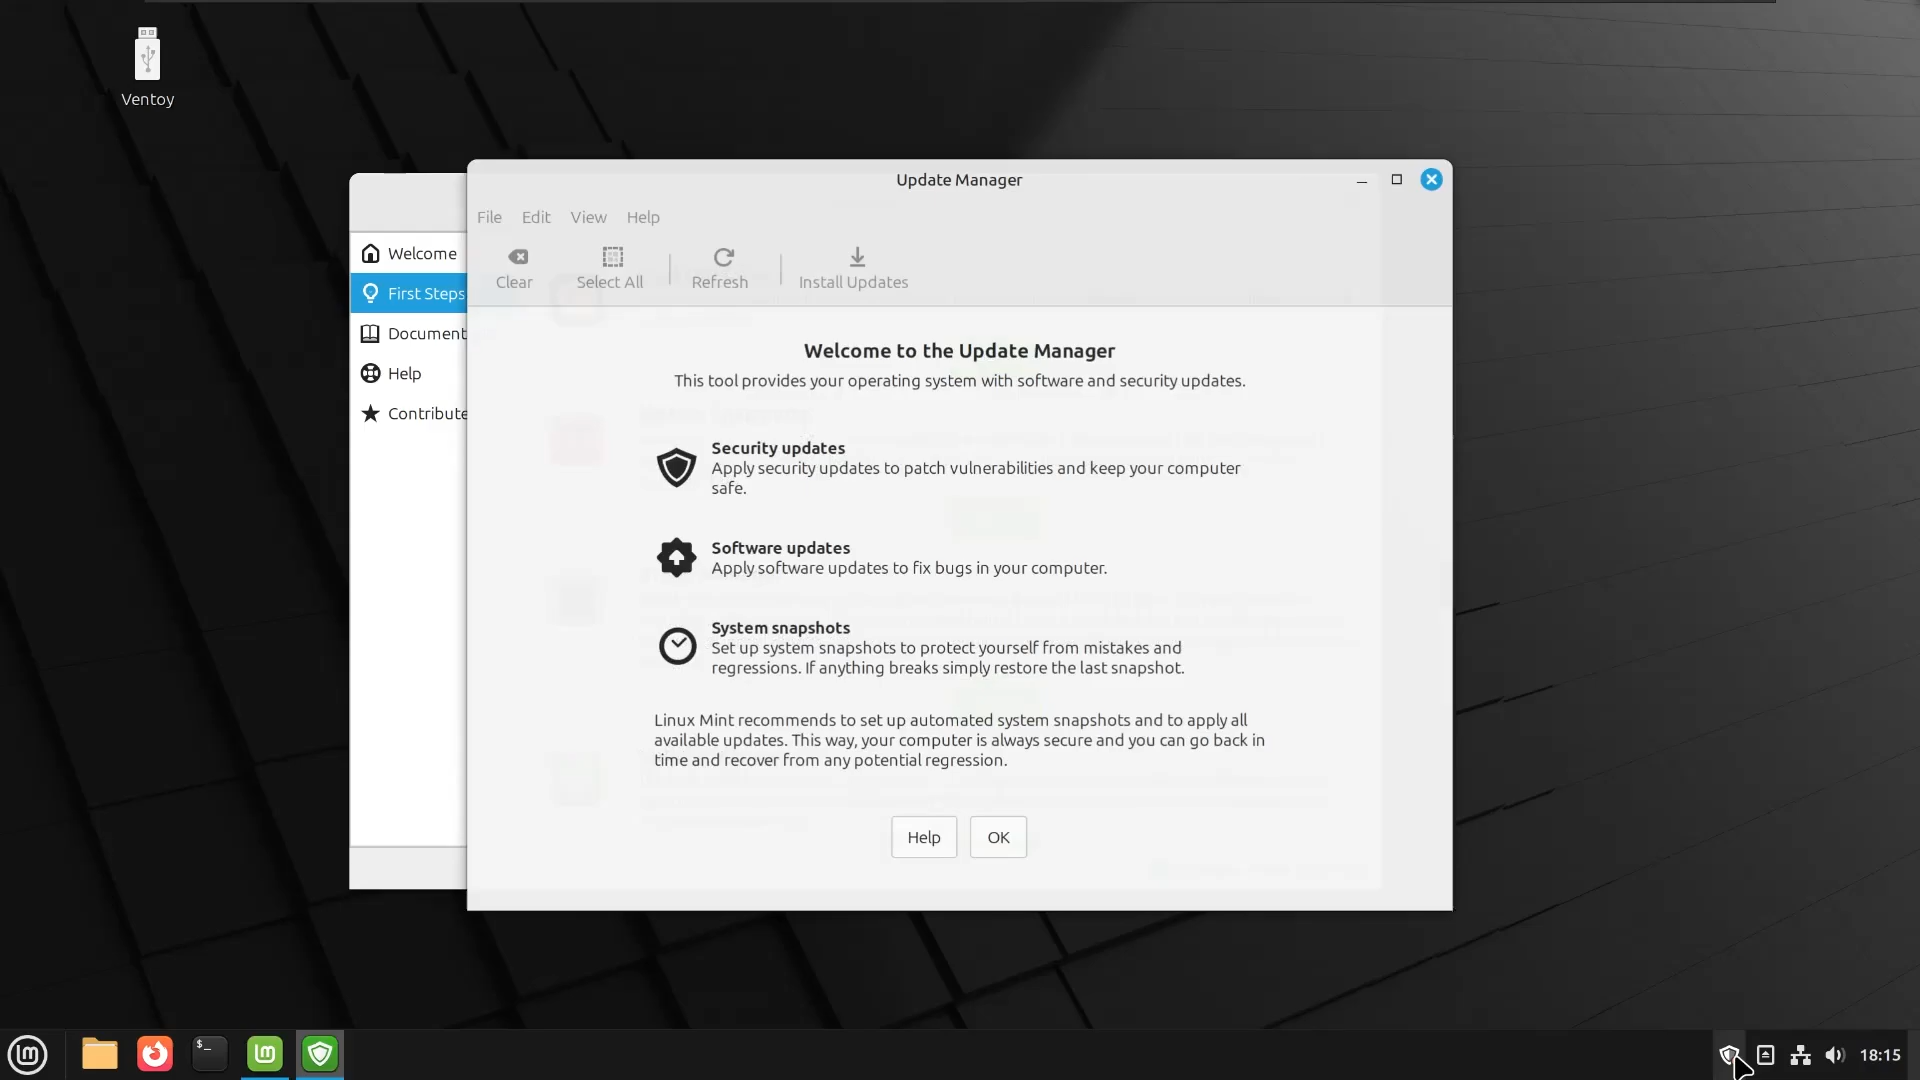 Ventoy
Update Manager
File Edit View Help
Clear Select All Refresh Install Updates
Welcome
First Steps
Document
Help
Contribute
Welcome to the Update Manager
This tool provides your operating system with software and security updates.
Security updates
Apply security updates to patch vulnerabilities and keep your computer
safe.
Software updates
Apply software updates to fix bugs in your computer.
System snapshots
Set up system snapshots to protect yourself from mistakes and
regressions. If anything breaks simply restore the last snapshot.
Linux Mint recommends to set up automated system snapshots and to apply all
available updates. This way, your computer is always secure and you can go back in
time and recover from any potential regression.
Help OK
$_
18:15